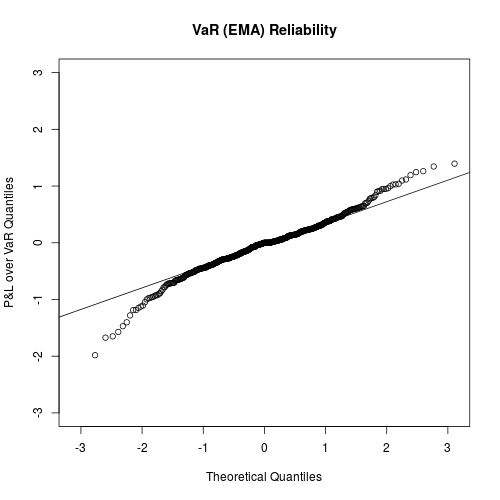 VaR (EMA) Reliability
P&L over VaR Quantiles
3
2
1
0
-1
-2
-3
-3 -2 -1 0 1 2 3
Theoretical Quantiles